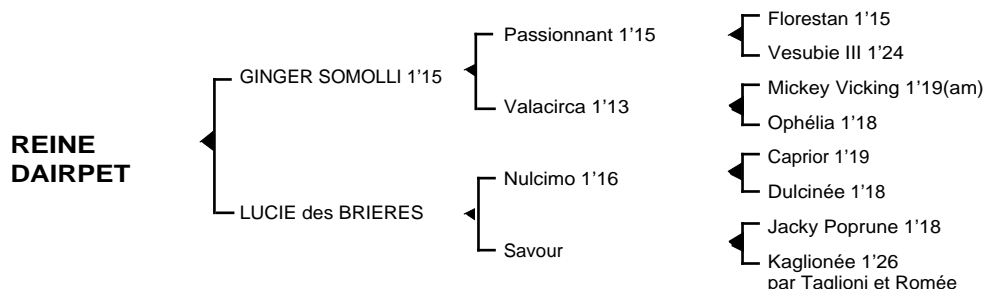 REINE
DAIRPET
GINGER SOMOLLI 1’15
LUCIE des BRIERES
Passionnant 1’15
Valacirca 1’13
Nulcimo 1’16
Savour
Florestan 1’15
Vesubie III 1’24
Mickey Vicking 1’19(am)
Ophélia 1’18
Caprior 1’19
Dulcinée 1’18
Jacky Poprune 1’18
Kaglionée 1’26
par Taglioni et Romée